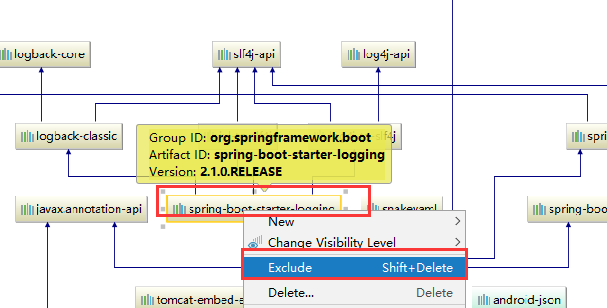 logback-core
slf4j-api
log4j-api
Group ID: org.springframework.boot
Artifact ID: spring-boot-starter-logging
Version: 2.1.0.RELEASE
logback-classic
javax.annotation-api
spring-boot-starter-logging
snakeyaml
spring-boo
New
Change Visibility Level
Exclude Shift+Delete
Delete... Delete
tomcat-embed-
android-json